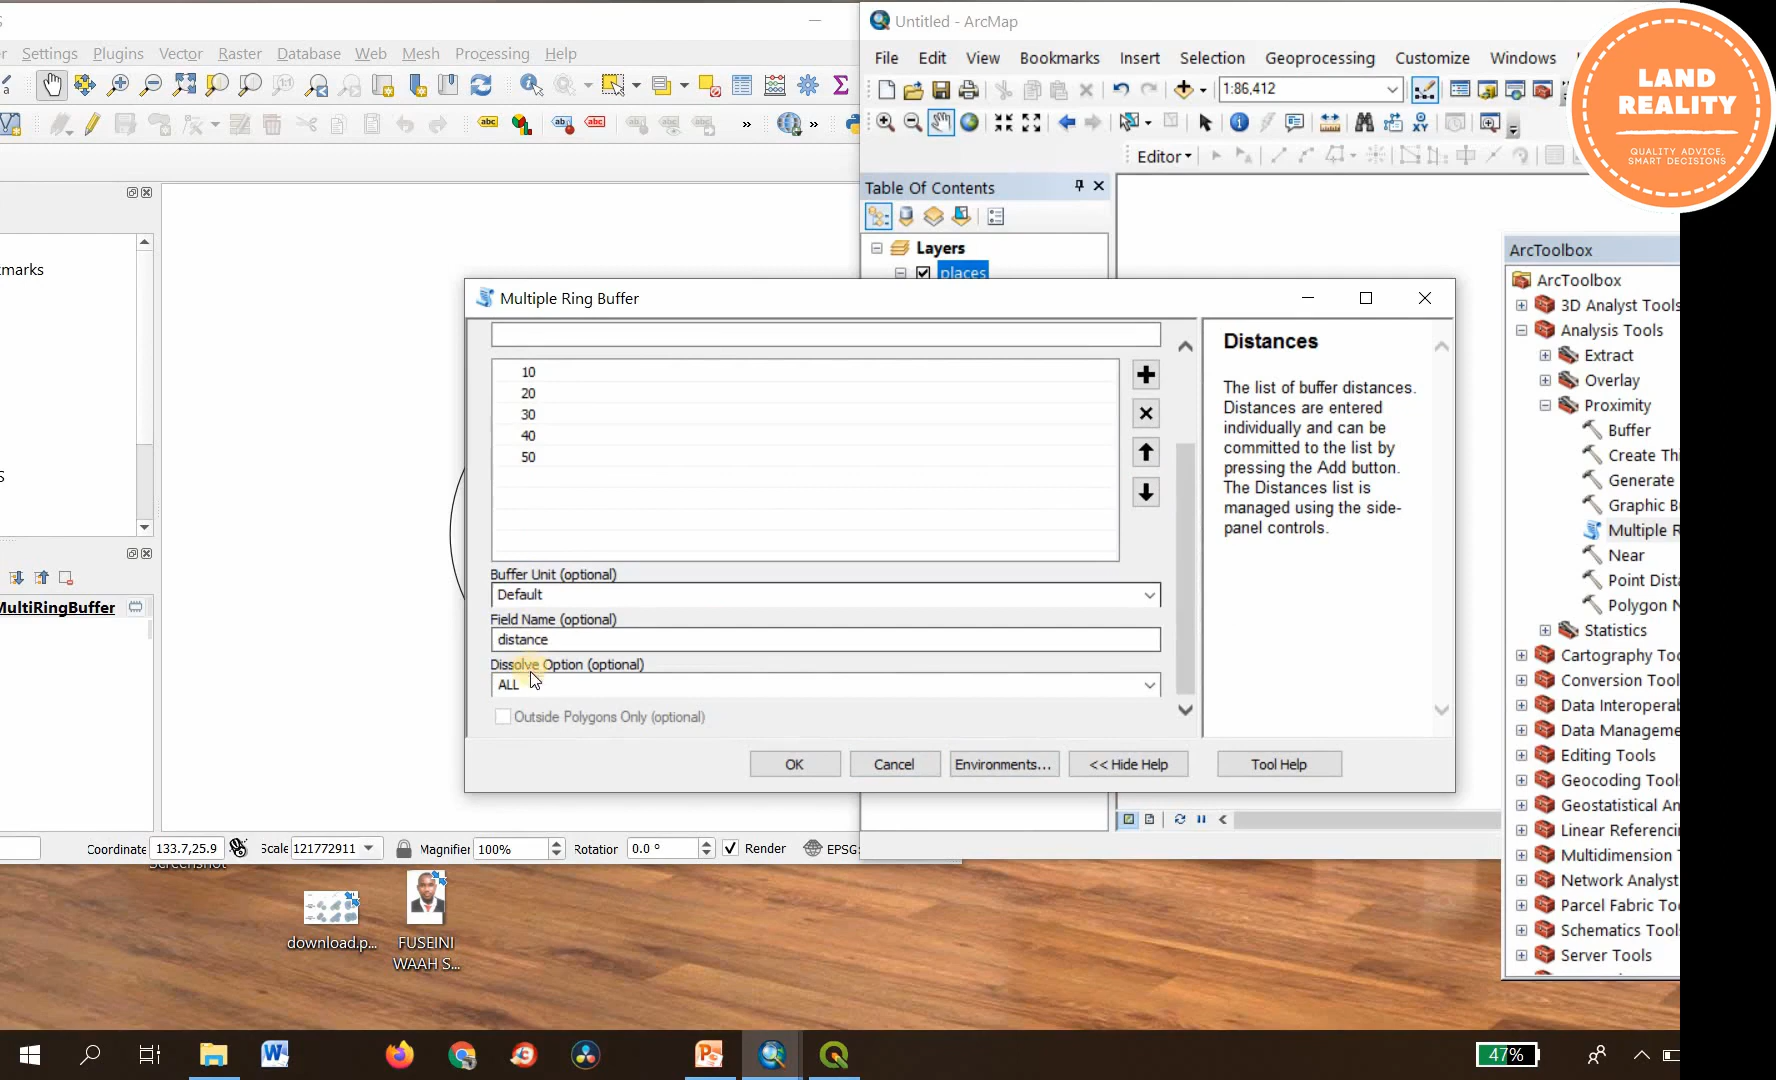 S
Settings Plugins Vector Raster Database Web Mesh Processing Help
Untitled - ArcMap
File Edit View Bookmarks Insert Selection Geoprocessing Customize Windows
1:86,412
Editor
LAND
REALITY
QUALITY ADVICE,
SMART DECISIONS
Table Of Contents
Layers
places
ArcToolbox
ArcToolbox
3D Analyst Tools
Analysis Tools
Extract
Overlay
Proximity
Buffer
Create Thi
Generate
Graphic B
Multiple R
Near
Point Dista
Polygon N
Statistics
Cartography Too
Conversion Tool
Data Interoperab
Data Manageme
Editing Tools
Geocoding Tools
Geostatistical An
Linear Referenci
Multidimension T
Network Analyst
Parcel Fabric Too
Schematics Tools
Server Tools
Multiple Ring Buffer
10
20
30
40
50
Buffer Unit (optional)
Default
Field Name (optional)
distance
Dissolve Option (optional)
ALL
Outside Polygons Only (optional)
OK Cancel Environments... << Hide Help Tool Help
Distances
The list of buffer distances.
Distances are entered
individually and can be
committed to the list by
pressing the Add button.
The Distances list is
managed using the side-
panel controls.
kmarks
S
MultiRingBuffer
Coordinate 133.7,25.9 Scale 121772911 Magnifier 100% Rotation 0.0 ° Render EPSG:
Screenshot
download.p...
FUSEINI
WAAH S...
47%